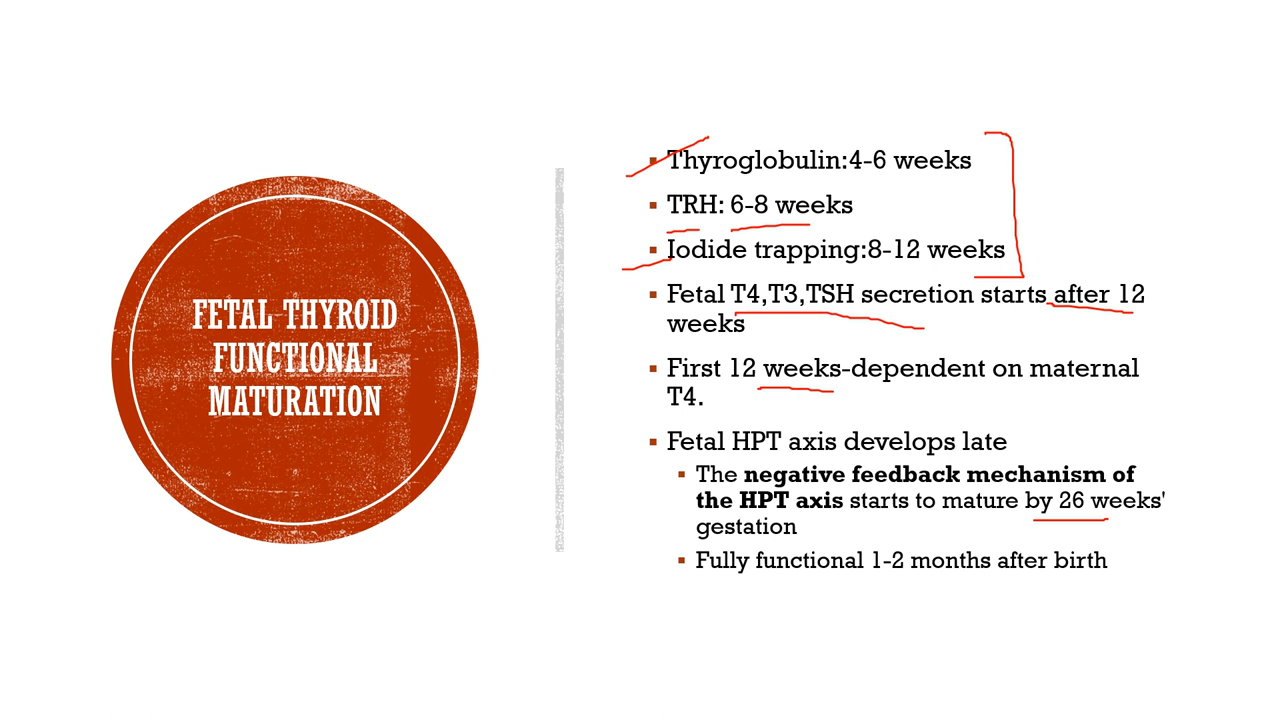 FETAL THYROID
FUNCTIONAL
MATURATION
▪ Thyroglobulin:4-6 weeks
▪ TRH: 6-8 weeks
▪ Iodide trapping:8-12 weeks
▪ Fetal T4,T3,TSH secretion starts after 12
weeks
▪ First 12 weeks-dependent on maternal
T4.
▪ Fetal HPT axis develops late
▪ The negative feedback mechanism of
the HPT axis starts to mature by 26 weeks'
gestation
▪ Fully functional 1-2 months after birth